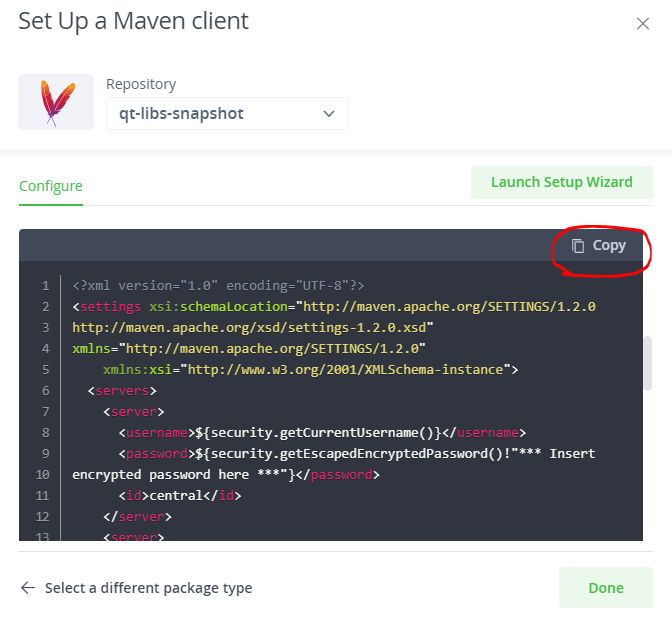 Set Up a Maven client
Repository
qt-libs-snapshot
Configure
Launch Setup Wizard
Copy
1 <?xml version="1.0" encoding="UTF-8"?>
2 <settings xsi:schemaLocation="http://maven.apache.org/SETTINGS/1.2.0
3 http://maven.apache.org/xsd/settings-1.2.0.xsd"
4 xmlns="http://maven.apache.org/SETTINGS/1.2.0"
5 xmlns:xsi="http://www.w3.org/2001/XMLSchema-instance">
6 <servers>
7 <server>
8 <username>${security.getCurrentUsername()}</username>
9 <password>${security.getEscapedEncryptedPassword()!"*** Insert
10 encrypted password here ***"}</password>
11 <id>central</id>
12 </server>
13 <server>
← Select a different package type
Done